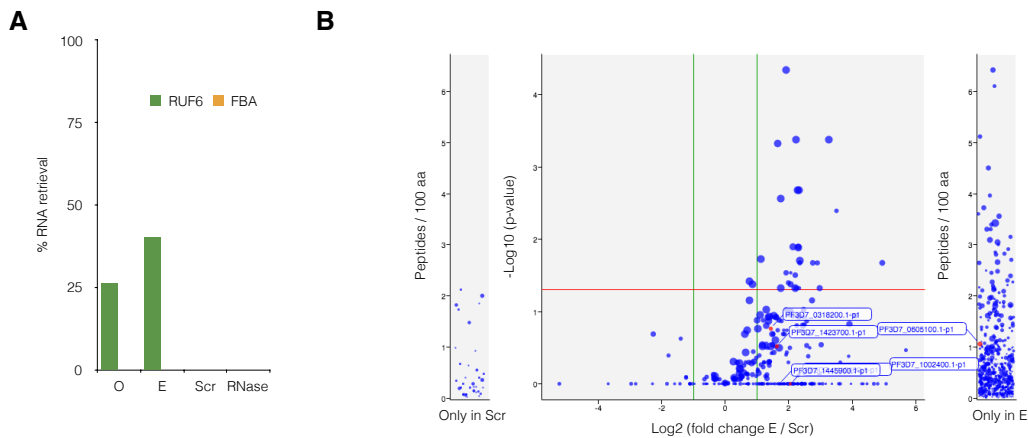 A
B
100
75
50
25
0
% RNA retrieval
RUF6
FBA
O
E
Scr
RNase
Peptides / 100 aa
6
5
4
3
2
1
0
Only in Scr
-Log10 (p-value)
4
3
2
1
0
-4
-2
0
2
4
6
Log2 (fold change E / Scr)
PF3D7_0318200.1-p1
PF3D7_1423700.1-p1
PF3D7_0605100.1-p1
PF3D7_1445900.1-p1
PF3D7_1002400.1-p1
Peptides / 100 aa
6
5
4
3
2
1
0
Only in E